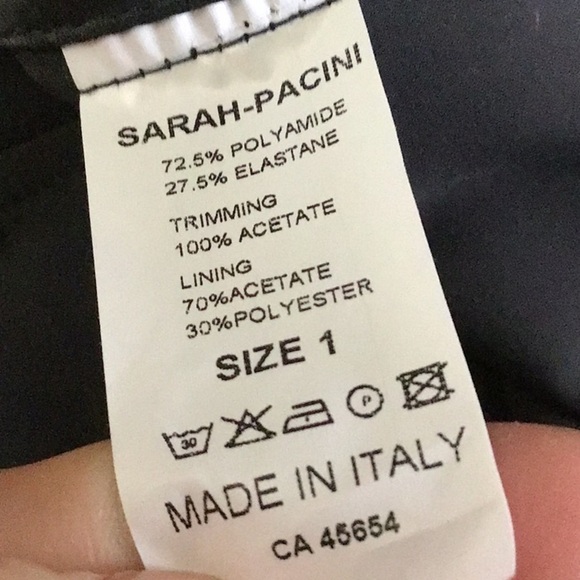 SARAH-PACINI
72.5% POLYAMIDE
27.5% ELASTANE
TRIMMING
100% ACETATE
LINING
70%ACETATE
30%POLYESTER
SIZE 1
30 P
MADE IN ITALY
CA 45654